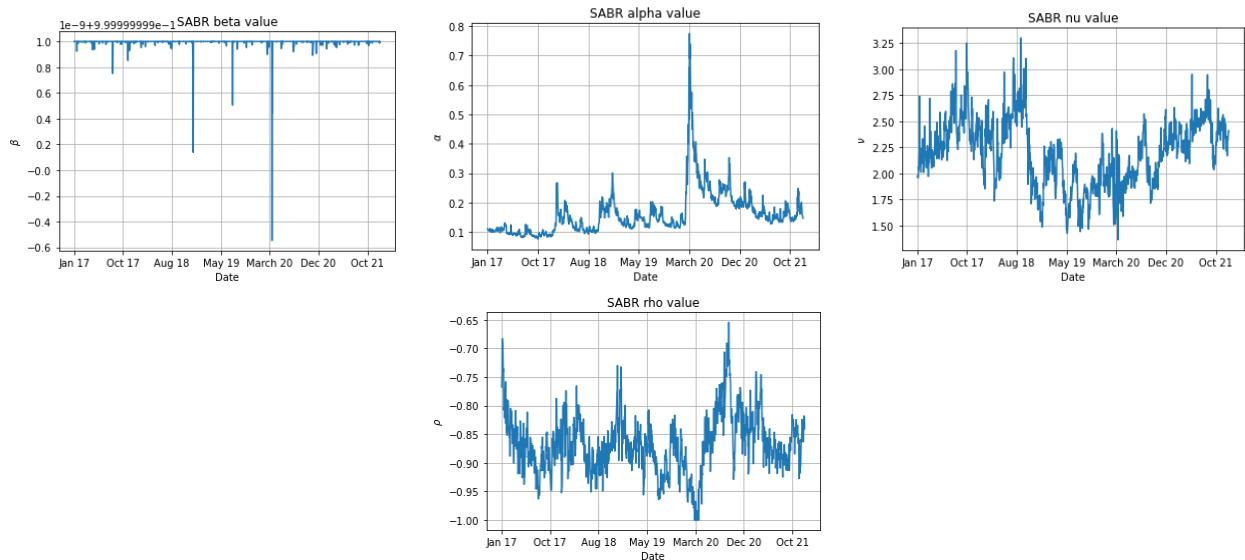 SABR beta value
1e-9+9.99999999e-1
1.0
0.8
0.6
0.4
0.2
-0.0
-0.2
-0.4
-0.6
β
Jan 17 Oct 17 Aug 18 May 19 March 20 Dec 20 Oct 21
Date
SABR alpha value
0.8
0.7
0.6
0.5
0.4
0.3
0.2
0.1
α
Jan 17 Oct 17 Aug 18 May 19 March 20 Dec 20 Oct 21
Date
SABR nu value
3.25
3.00
2.75
2.50
2.25
2.00
1.75
1.50
ν
Jan 17 Oct 17 Aug 18 May 19 March 20 Dec 20 Oct 21
Date
SABR rho value
−0.65
−0.70
−0.75
−0.80
−0.85
−0.90
−0.95
−1.00
ρ
Jan 17 Oct 17 Aug 18 May 19 March 20 Dec 20 Oct 21
Date